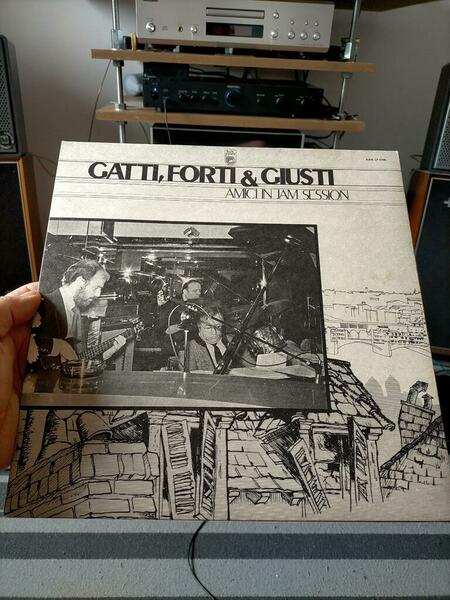 GATTI, FORTI & GIUSTI
AMICI IN JAM SESSION